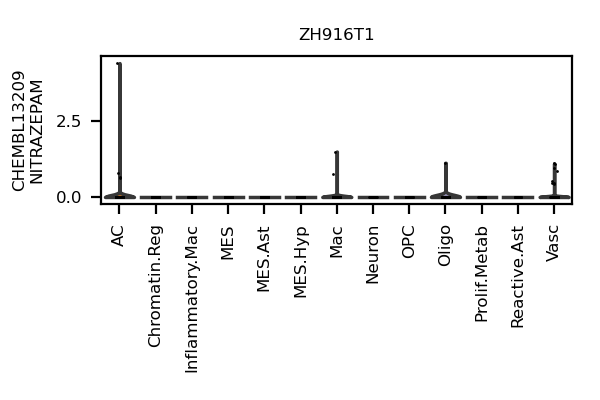 ZH916T1
CHEMBL13209
NITRAZEPAM
2.5
0.0
AC
Chromatin.Reg
Inflammatory.Mac
MES
MES.Ast
MES.Hyp
Mac
Neuron
OPC
Oligo
Prolif.Metab
Reactive.Ast
Vasc